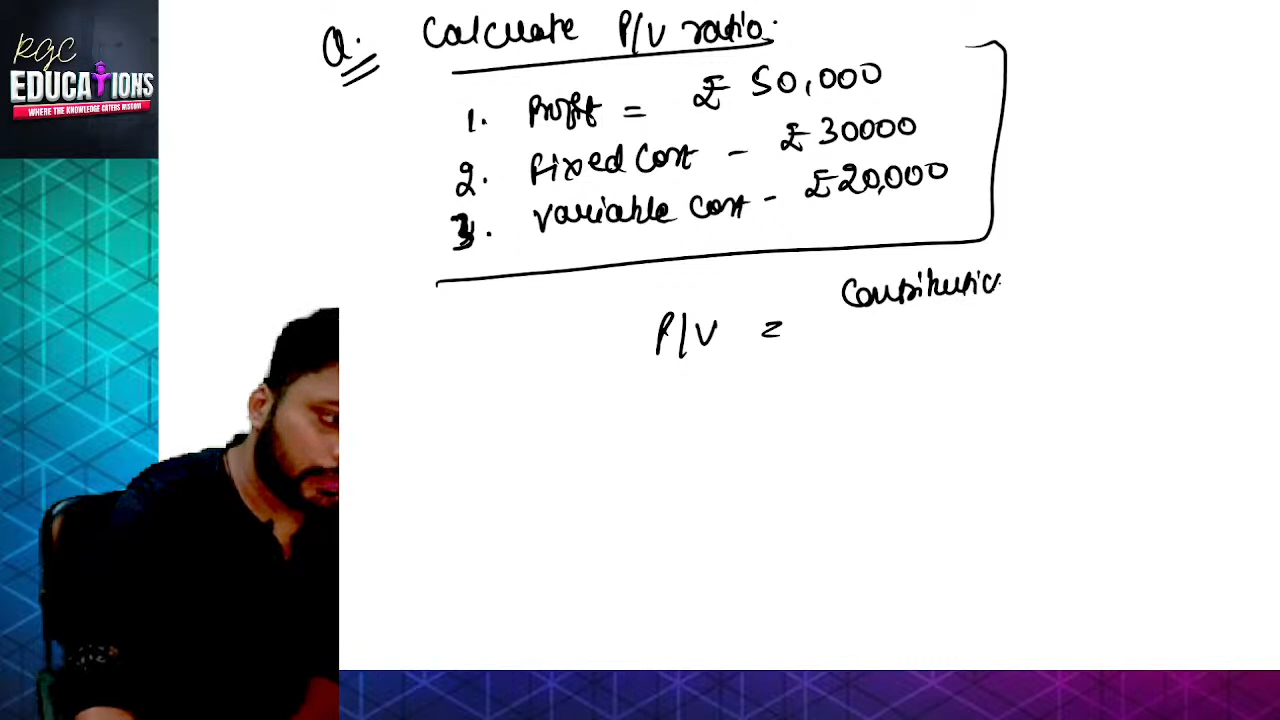 RGC
EDUCATIONS
WHERE THE KNOWLEDGE CATERS WISDOM
Q. Calcuate P/V ratio.
1. Profit = £ 50,000
2. Fixed Cost - £ 30000
3. Variable Cost - £20,000
P/V = Contributio